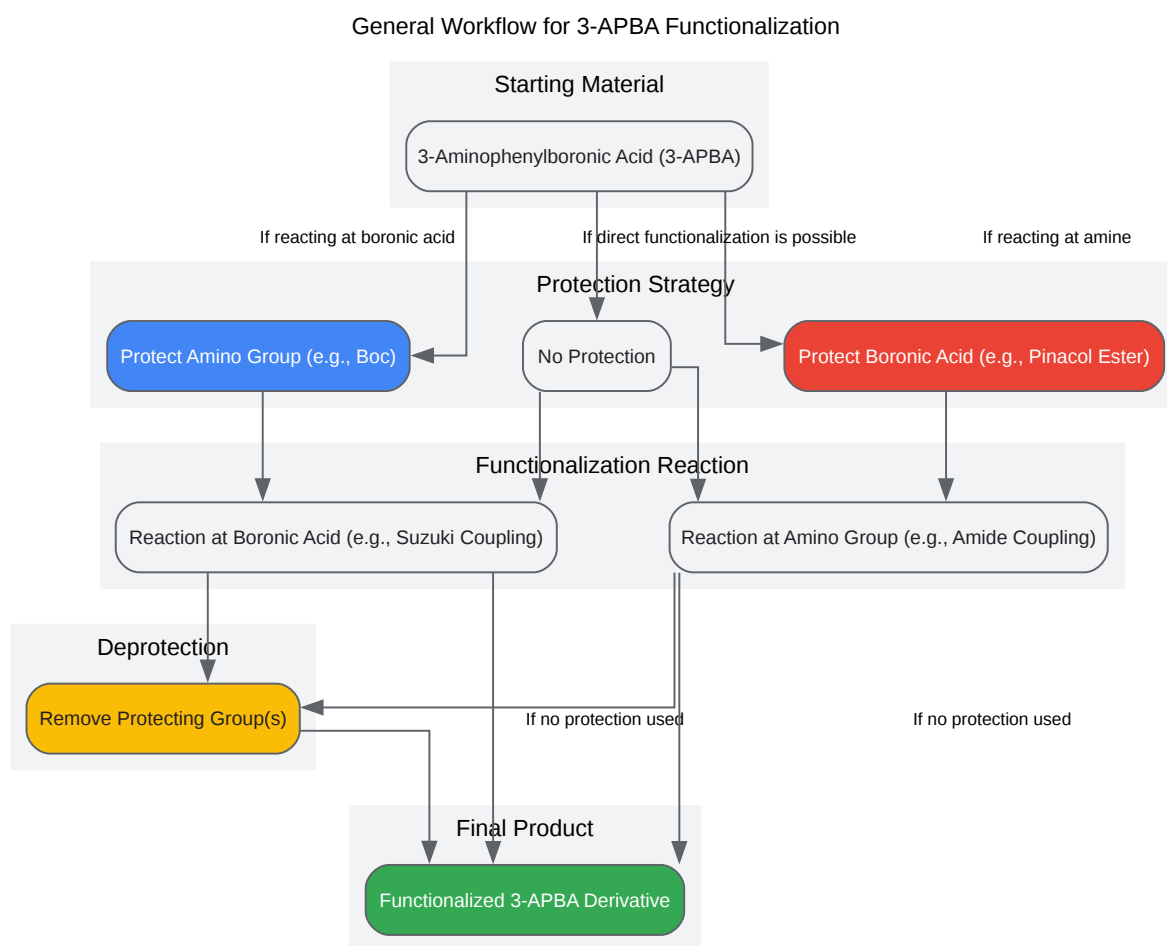 General Workflow for 3-APBA Functionalization
Starting Material
3-Aminophenylboronic Acid (3-APBA)
If reacting at boronic acid
If direct functionalization is possible
If reacting at amine
Protection Strategy
Protect Amino Group (e.g., Boc)
No Protection
Protect Boronic Acid (e.g., Pinacol Ester)
Functionalization Reaction
Reaction at Boronic Acid (e.g., Suzuki Coupling)
Reaction at Amino Group (e.g., Amide Coupling)
Deprotection
Remove Protecting Group(s)
If no protection used
If no protection used
Final Product
Functionalized 3-APBA Derivative